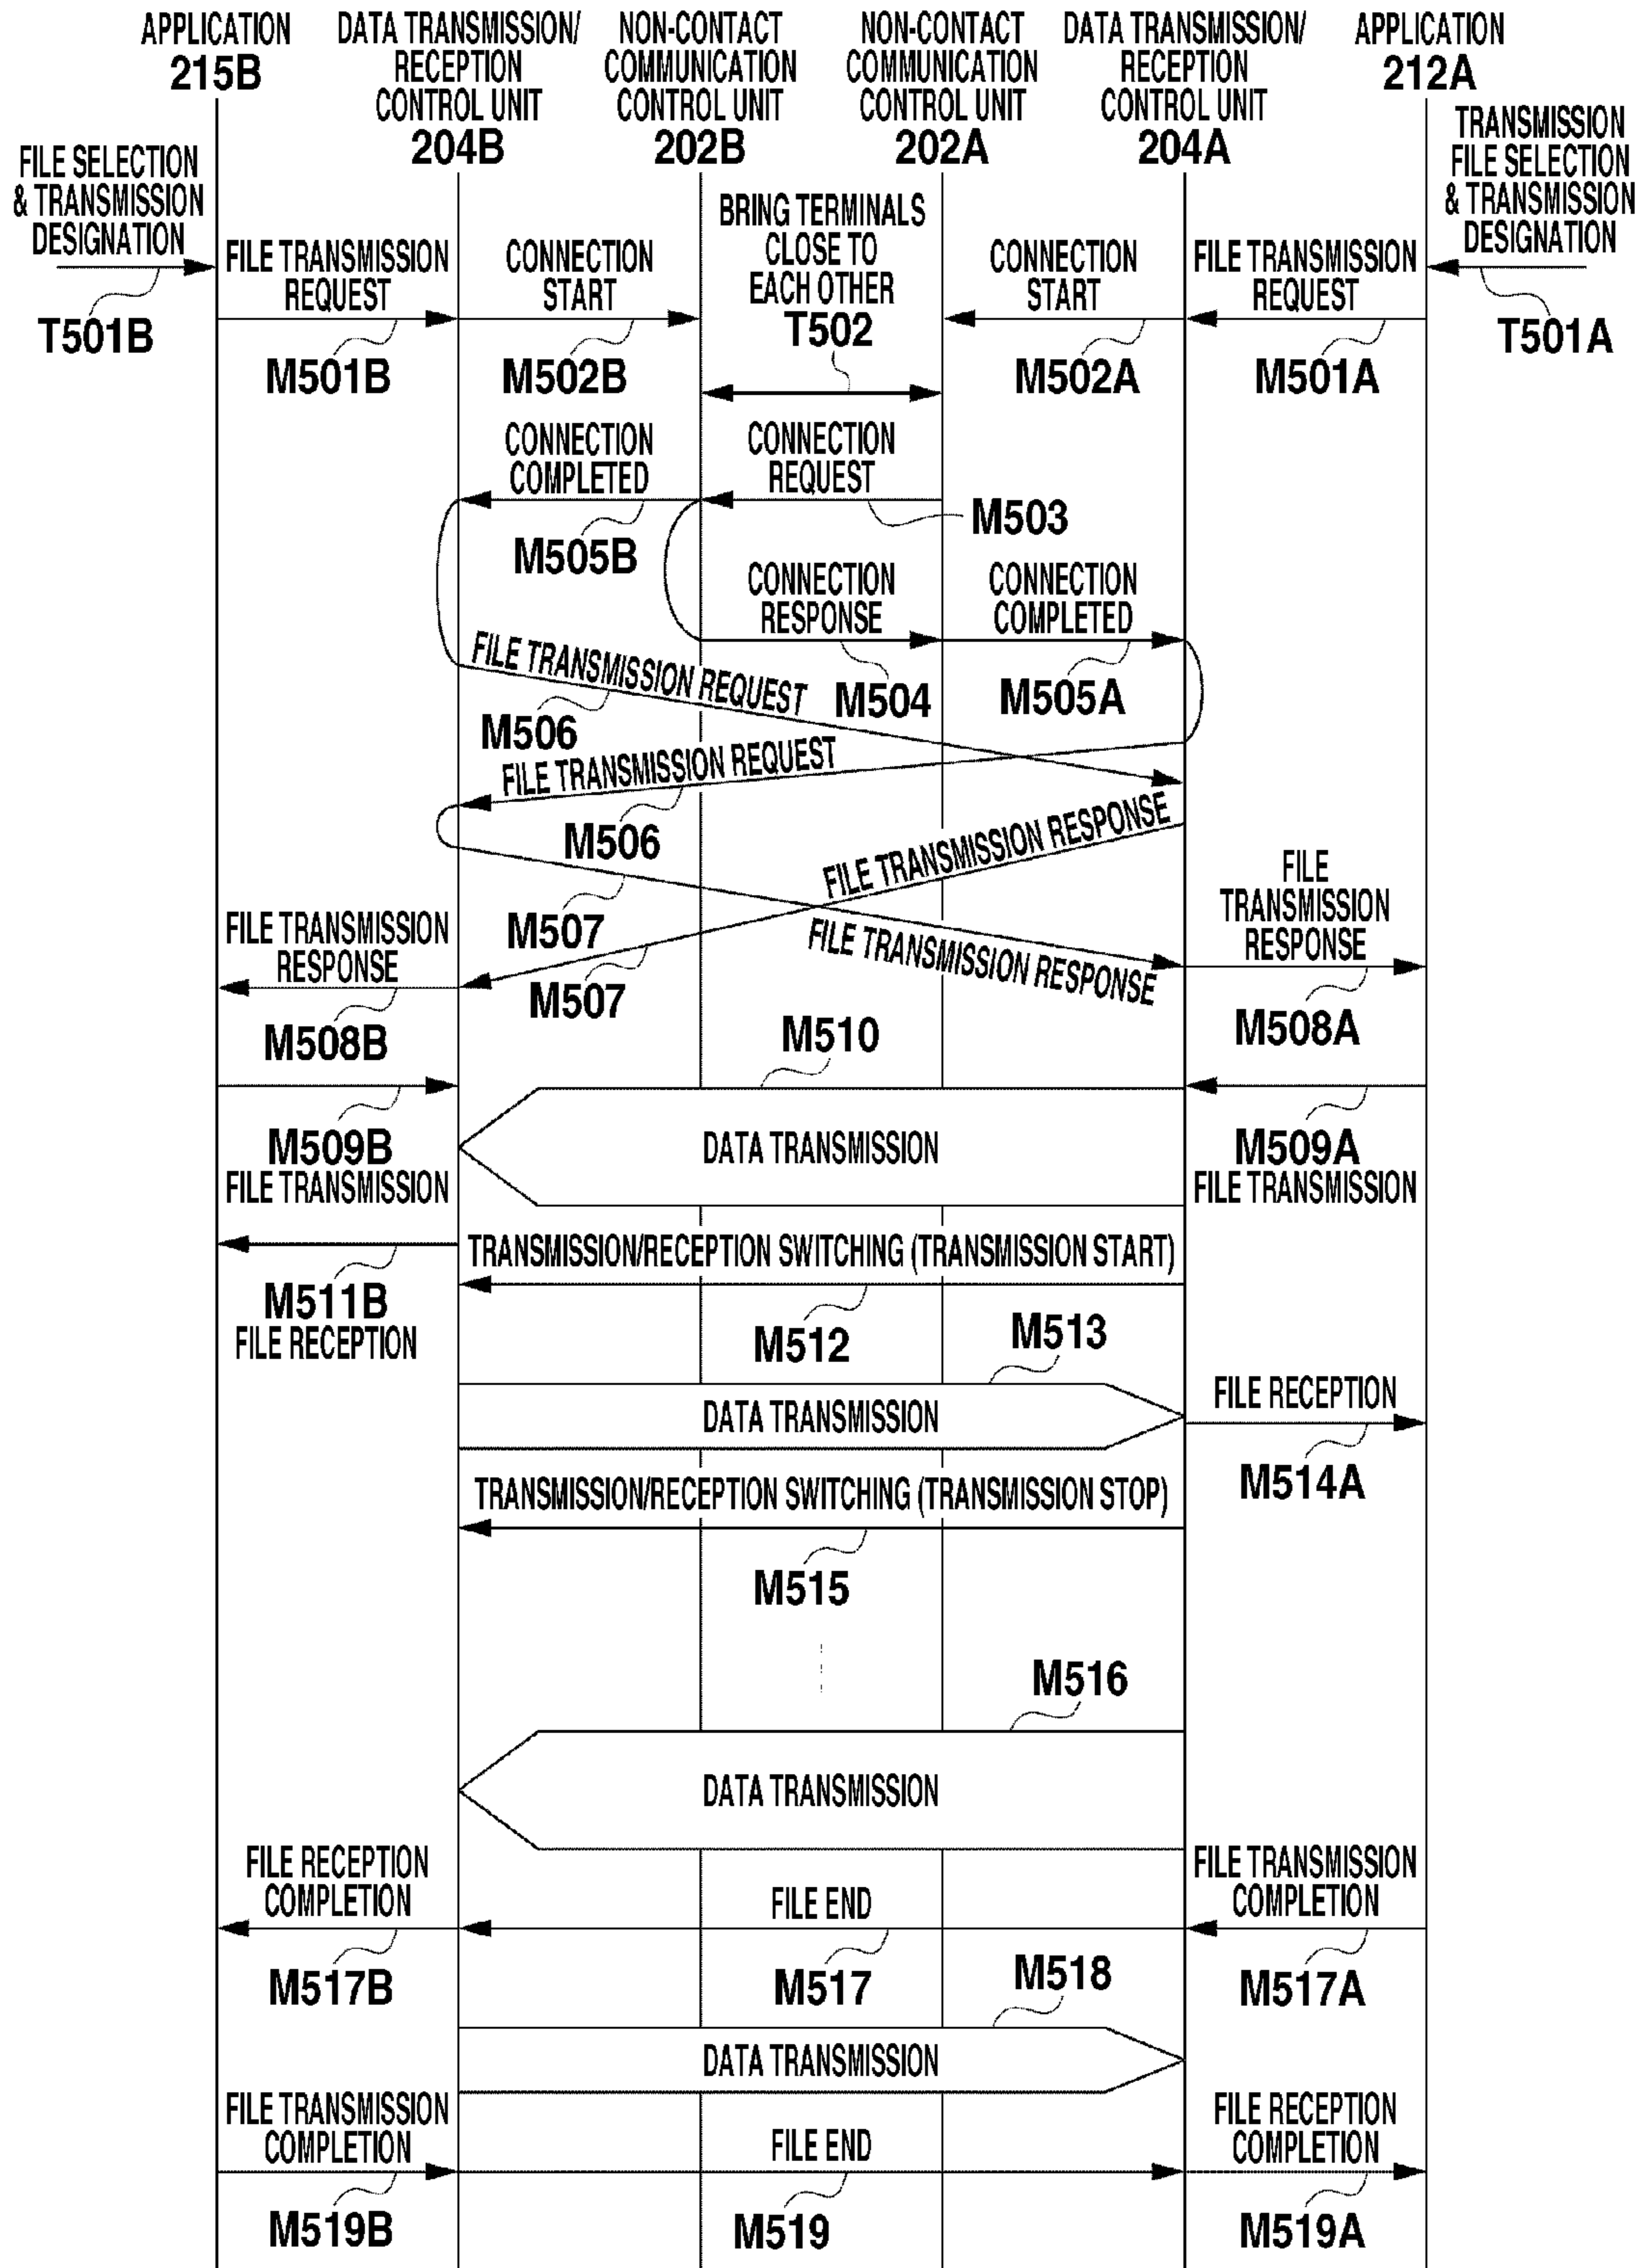 APPLICATION
215B
DATA TRANSMISSION/
RECEPTION
CONTROL UNIT
204B
NON-CONTACT
COMMUNICATION
CONTROL UNIT
202B
NON-CONTACT
COMMUNICATION
CONTROL UNIT
202A
DATA TRANSMISSION/
RECEPTION
CONTROL UNIT
204A
APPLICATION
212A
FILE SELECTION
& TRANSMISSION
DESIGNATION
T501B
FILE TRANSMISSION
REQUEST
M501B
CONNECTION
START
M502B
BRING TERMINALS
CLOSE TO
EACH OTHER
T502
CONNECTION
START
M502A
FILE TRANSMISSION
REQUEST
M501A
TRANSMISSION
FILE SELECTION
& TRANSMISSION
DESIGNATION
T501A
CONNECTION
COMPLETED
M505B
CONNECTION
REQUEST
M503
CONNECTION
RESPONSE
M504
CONNECTION
COMPLETED
M505A
FILE TRANSMISSION REQUEST
M506
FILE TRANSMISSION REQUEST
M506
FILE TRANSMISSION RESPONSE
M507
FILE TRANSMISSION RESPONSE
M507
FILE TRANSMISSION
RESPONSE
M508B
FILE
TRANSMISSION
RESPONSE
M508A
M510
M509B
FILE TRANSMISSION
DATA TRANSMISSION
M509A
FILE TRANSMISSION
M511B
FILE RECEPTION
TRANSMISSION/RECEPTION SWITCHING (TRANSMISSION START)
M512
M513
DATA TRANSMISSION
FILE RECEPTION
M514A
TRANSMISSION/RECEPTION SWITCHING (TRANSMISSION STOP)
M515
M516
DATA TRANSMISSION
FILE RECEPTION
COMPLETION
M517B
FILE END
M517
FILE TRANSMISSION
COMPLETION
M517A
M518
DATA TRANSMISSION
FILE TRANSMISSION
COMPLETION
M519B
FILE END
M519
FILE RECEPTION
COMPLETION
M519A